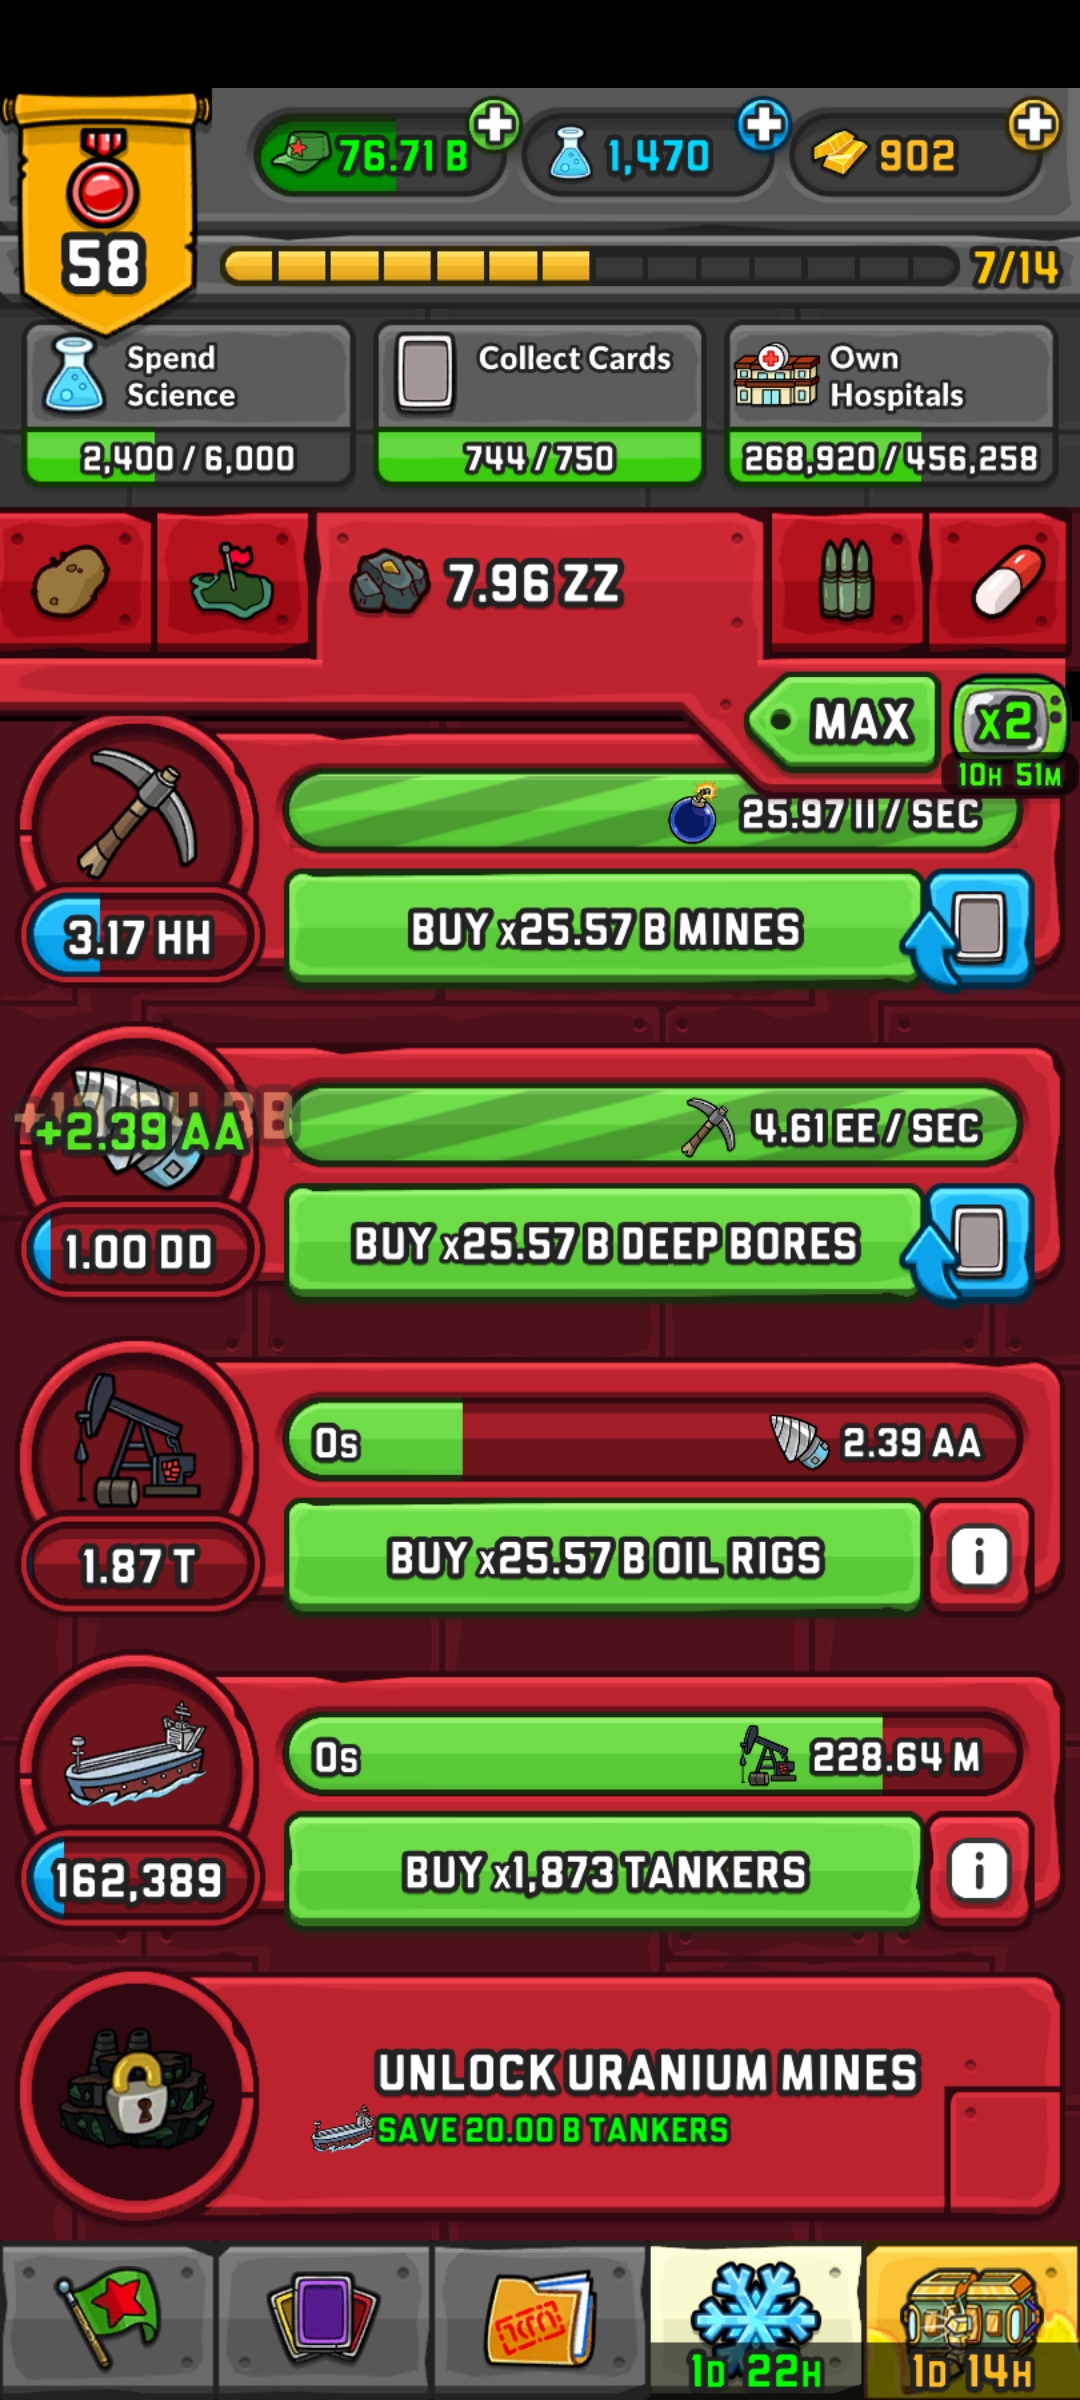 76.71 B
1,470
902
58
7/14
Spend
Science
2,400 / 6,000
Collect Cards
744 / 750
Own
Hospitals
268,920 / 456,258
7.96 ZZ
MAX
x2
10H 51M
25.97 II / SEC
3.17 HH
BUY x25.57 B MINES
+2.39 AA
4.61 EE / SEC
1.00 DD
BUY x25.57 B DEEP BORES
0s
2.39 AA
1.87 T
BUY x25.57 B OIL RIGS
i
0s
228.64 M
162,389
BUY x1,873 TANKERS
i
UNLOCK URANIUM MINES
SAVE 20.00 B TANKERS
1D 22H
1D 14H